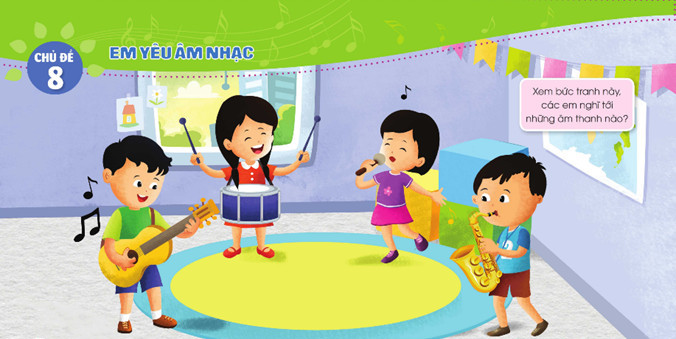 CHỦ ĐỀ
8
EM YÊU ÂM NHẠC
Xem bức tranh này,
các em nghĩ tới
những âm thanh nào?